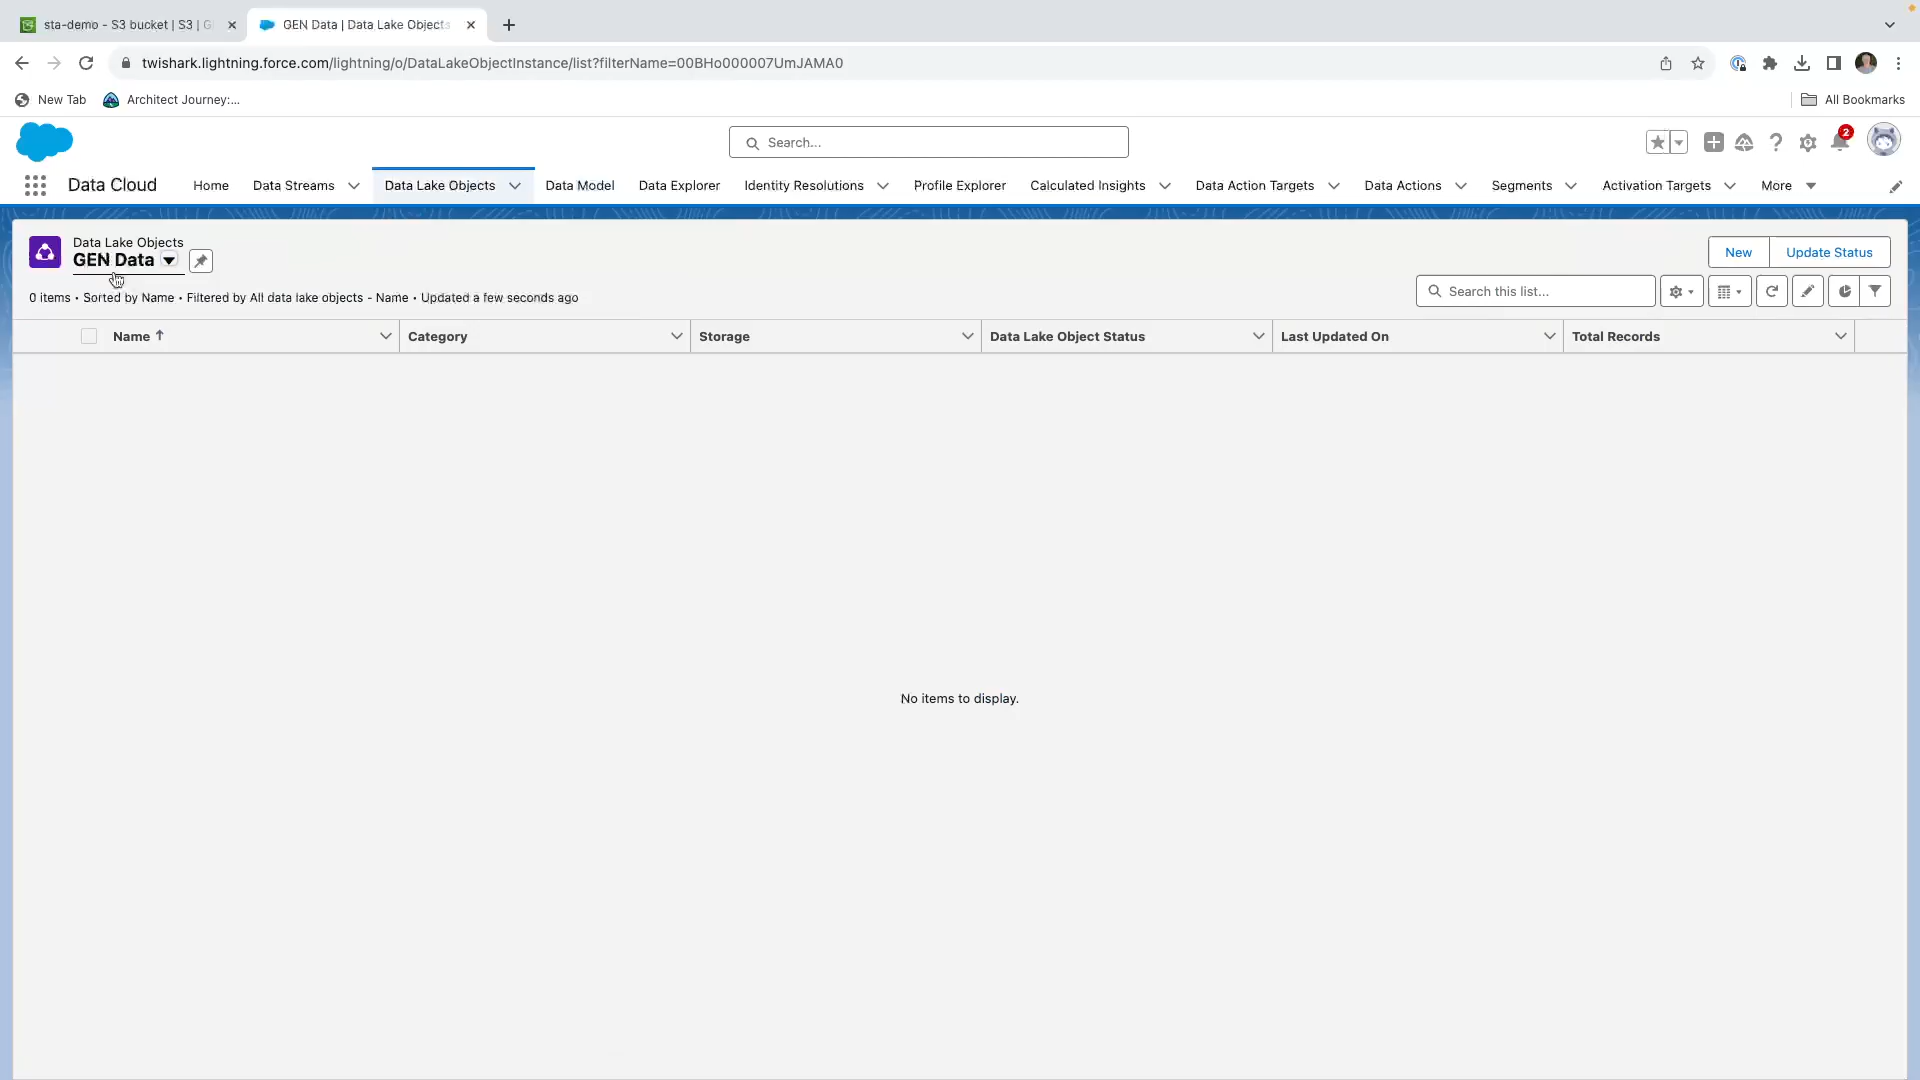 sta-demo - S3 bucket | S3 | G
GEN Data | Data Lake Objects
twishark.lightning.force.com/lightning/o/DataLakeObjectInstance/list?filterName=00BHo000007UmJAMA0
New Tab
Architect Journey:...
All Bookmarks
Search...
2
Data Cloud
Home
Data Streams
Data Lake Objects
Data Model
Data Explorer
Identity Resolutions
Profile Explorer
Calculated Insights
Data Action Targets
Data Actions
Segments
Activation Targets
More
Data Lake Objects
GEN Data
New
Update Status
0 items • Sorted by Name • Filtered by All data lake objects - Name • Updated a few seconds ago
Search this list...
Name
Category
Storage
Data Lake Object Status
Last Updated On
Total Records
No items to display.